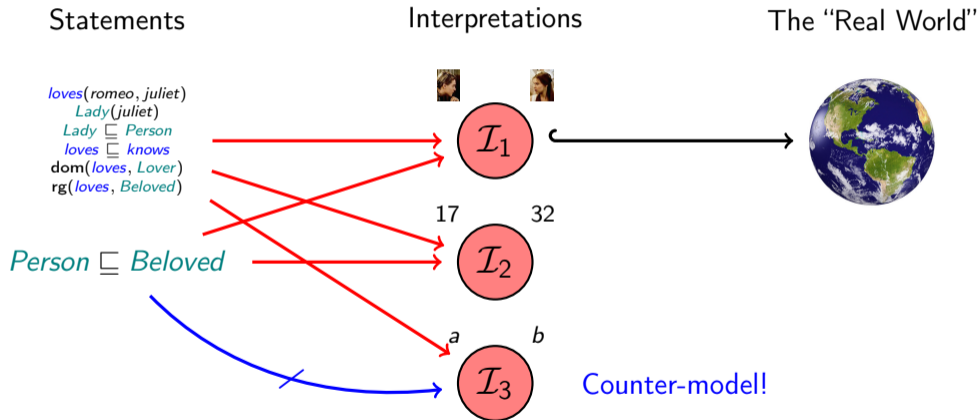 Statements
Interpretations
The “Real World”
loves(romeo, juliet)
Lady(juliet)
Lady ⊑ Person
loves ⊑ knows
dom(loves, Lover)
rg(loves, Beloved)
ℐ₁
17
32
Person ⊑ Beloved
ℐ₂
a
b
ℐ₃
Counter-model!